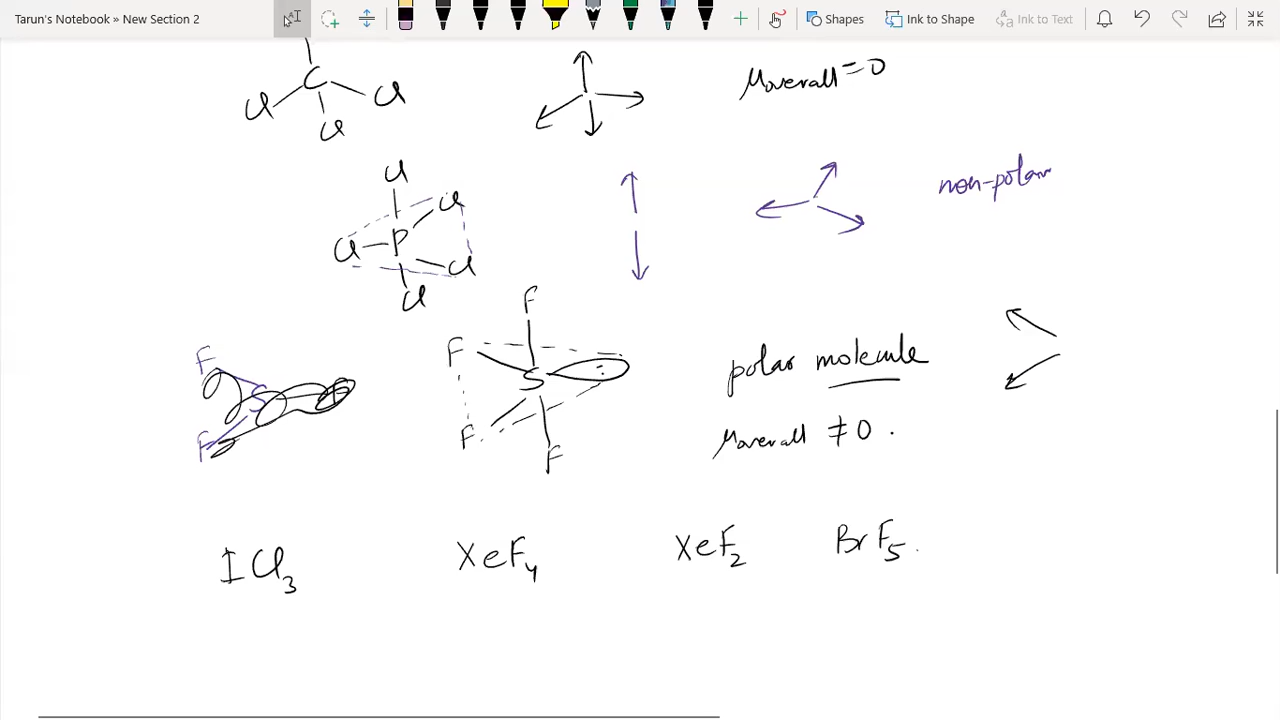 Tarun's Notebook » New Section 2
Shapes
Ink to Shape
Ink to Text
C
Cl Cl
Cl
μoverall = 0
Cl
Cl
Cl P
Cl
Cl
non-polar
F
F
S :
F
F
F
S
F
polar molecule
μoverall ≠ 0 .
ICl3 XeF4 XeF2 BrF5 .